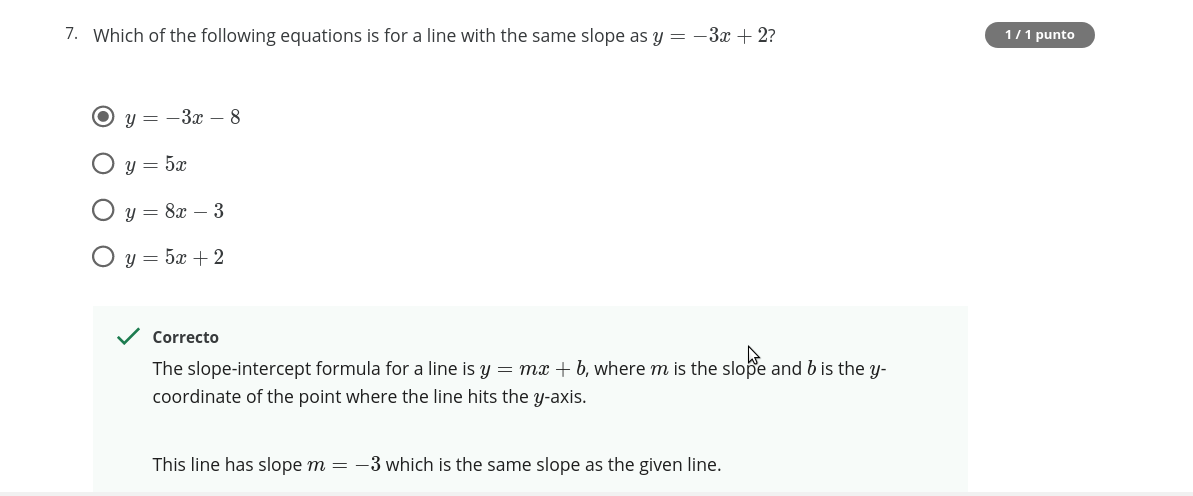 7. Which of the following equations is for a line with the same slope as y = −3x + 2?
1 / 1 punto
y = −3x − 8
y = 5x
y = 8x − 3
y = 5x + 2
Correcto
The slope-intercept formula for a line is y = mx + b, where m is the slope and b is the y-
coordinate of the point where the line hits the y-axis.
This line has slope m = −3 which is the same slope as the given line.